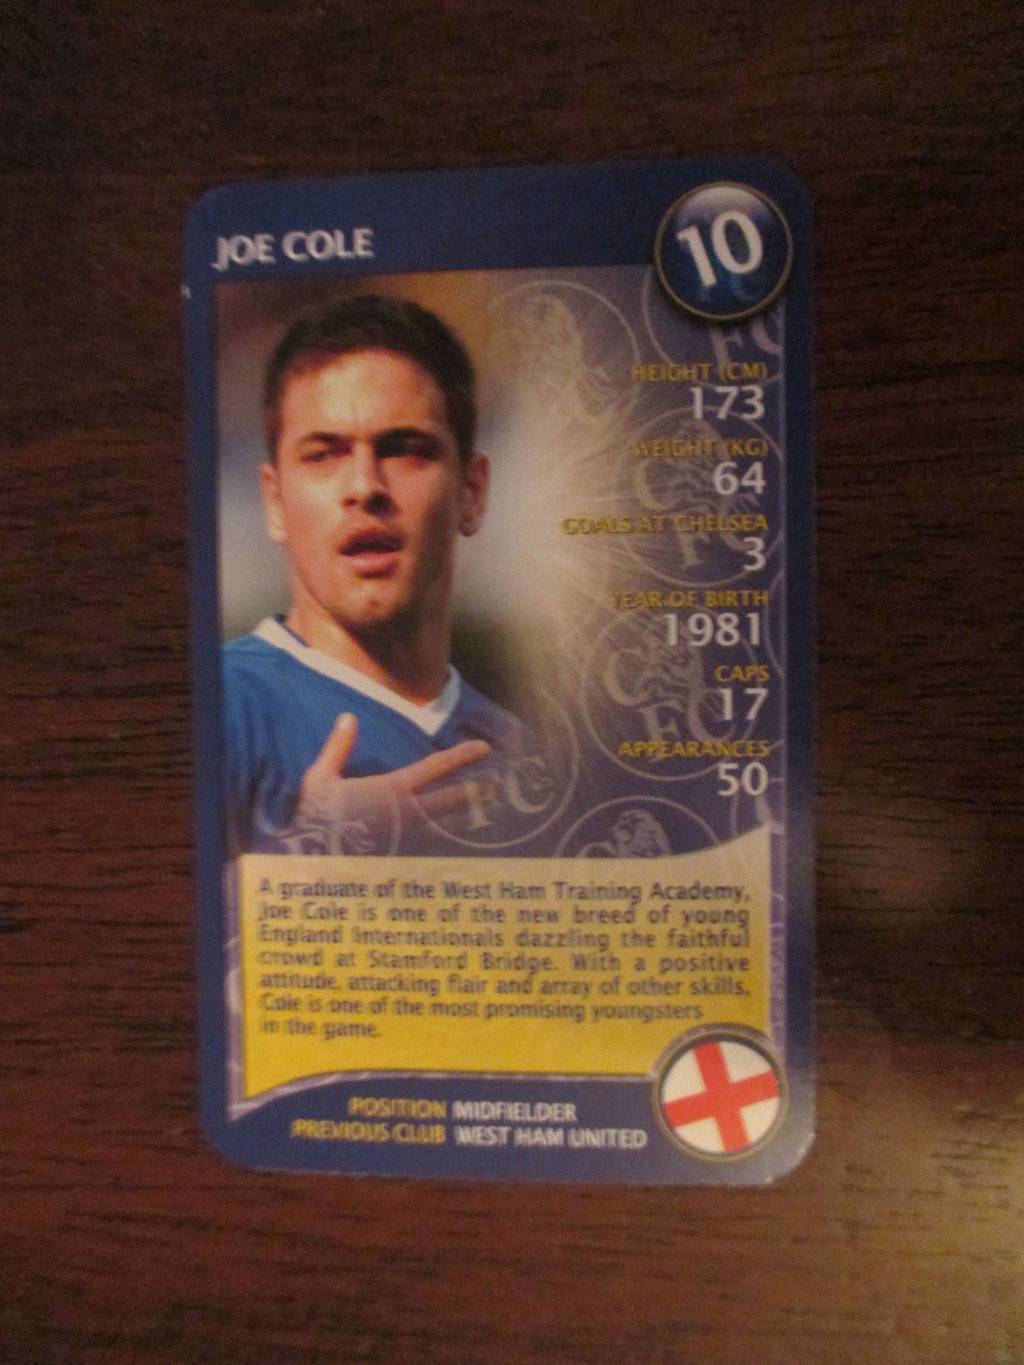 JOE COLE
10
HEIGHT (CM)
173
WEIGHT (KG)
64
GOALS AT CHELSEA
3
YEAR OF BIRTH
1981
CAPS
17
APPEARANCES
50
A graduate of the West Ham Training Academy,
Joe Cole is one of the new breed of young
England Internationals dazzling the faithful
crowd at Stamford Bridge. With a positive
attitude, attacking flair and array of other skills,
Cole is one of the most promising youngsters
in the game.
POSITION MIDFIELDER
PREVIOUS CLUB WEST HAM UNITED